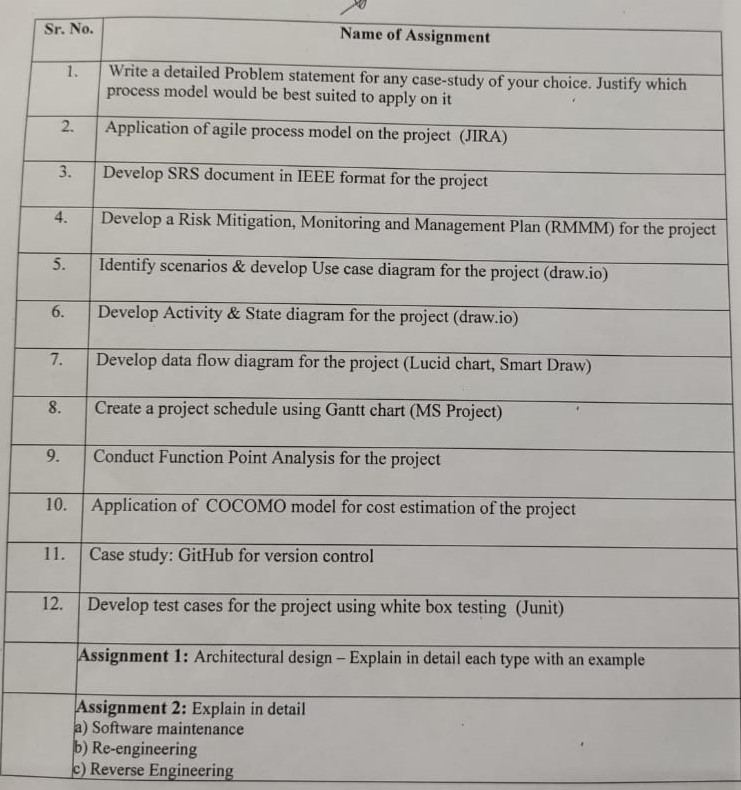 Sr. No. Name of Assignment
1. Write a detailed Problem statement for any case-study of your choice. Justify which
process model would be best suited to apply on it
2. Application of agile process model on the project (JIRA)
3. Develop SRS document in IEEE format for the project
4. Develop a Risk Mitigation, Monitoring and Management Plan (RMMM) for the project
5. Identify scenarios & develop Use case diagram for the project (draw.io)
6. Develop Activity & State diagram for the project (draw.io)
7. Develop data flow diagram for the project (Lucid chart, Smart Draw)
8. Create a project schedule using Gantt chart (MS Project)
9. Conduct Function Point Analysis for the project
10. Application of COCOMO model for cost estimation of the project
11. Case study: GitHub for version control
12. Develop test cases for the project using white box testing (Junit)
Assignment 1: Architectural design – Explain in detail each type with an example
Assignment 2: Explain in detail
a) Software maintenance
b) Re-engineering
c) Reverse Engineering